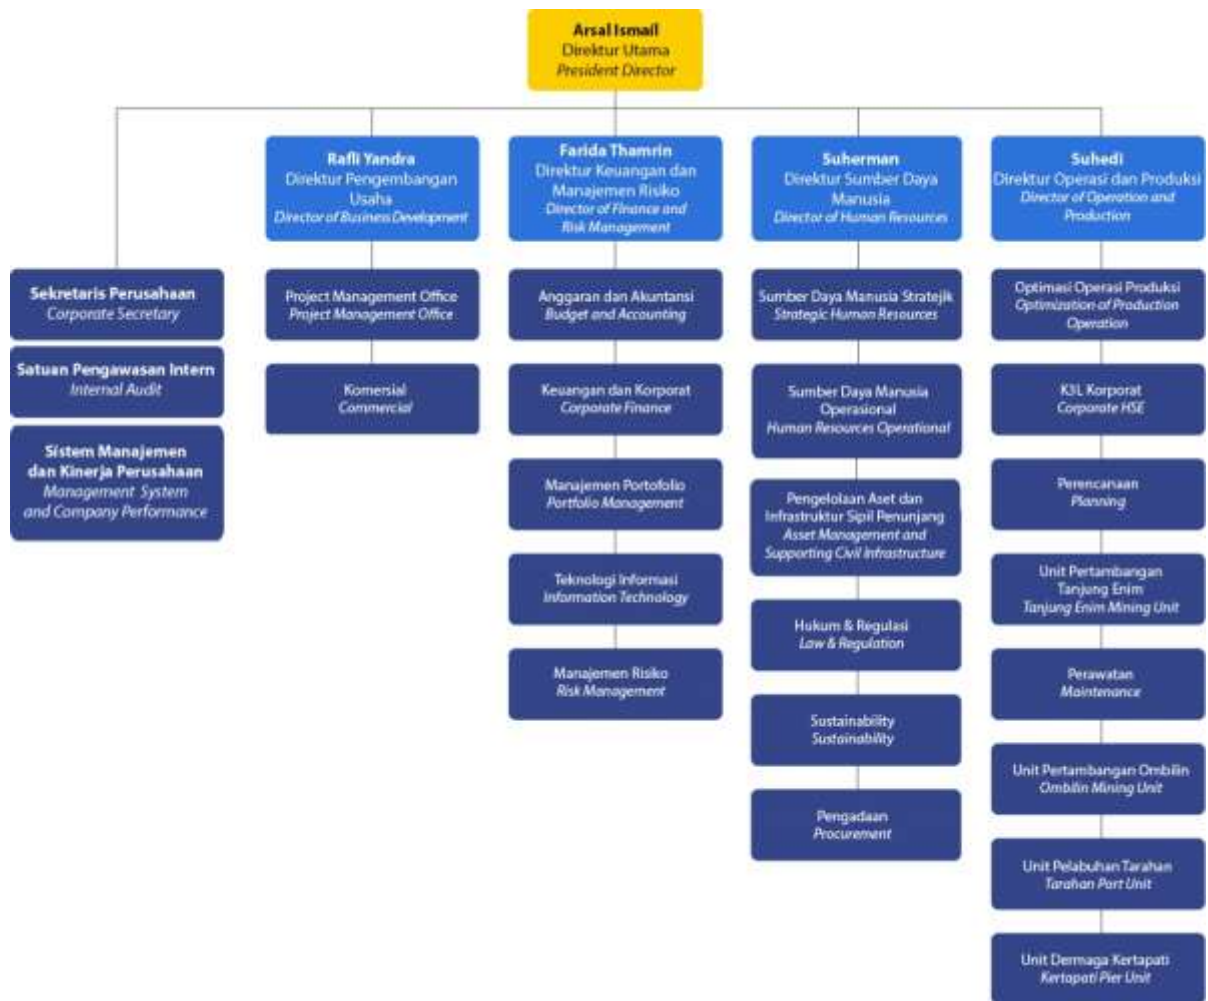 Arsal Ismail
Direktur Utama
President Director
Rafli Yandra
Direktur Pengembangan
Usaha
Director of Business Development
Farida Thamrin
Direktur Keuangan dan
Manajemen Risiko
Director of Finance and
Risk Management
Suherman
Direktur Sumber Daya
Manusia
Director of Human Resources
Suhedi
Direktur Operasi dan Produksi
Director of Operation and
Production
Sekretaris Perusahaan
Corporate Secretary
Satuan Pengawasan Intern
Internal Audit
Sistem Manajemen
dan Kinerja Perusahaan
Management System
and Company Performance
Project Management Office
Project Management Office
Komersial
Commercial
Anggaran dan Akuntansi
Budget and Accounting
Keuangan dan Korporat
Corporate Finance
Manajemen Portofolio
Portfolio Management
Teknologi Informasi
Information Technology
Manajemen Risiko
Risk Management
Sumber Daya Manusia Stratejik
Strategic Human Resources
Sumber Daya Manusia
Operasional
Human Resources Operational
Pengelolaan Aset dan
Infrastruktur Sipil Penunjang
Asset Management and
Supporting Civil Infrastructure
Hukum & Regulasi
Law & Regulation
Sustainability
Sustainability
Pengadaan
Procurement
Optimasi Operasi Produksi
Optimization of Production
Operation
K3L Korporat
Corporate HSE
Perencanaan
Planning
Unit Pertambangan
Tanjung Enim
Tanjung Enim Mining Unit
Perawatan
Maintenance
Unit Pertambangan Ombilin
Ombilin Mining Unit
Unit Pelabuhan Tarahan
Tarahan Port Unit
Unit Dermaga Kertapati
Kertapati Pier Unit